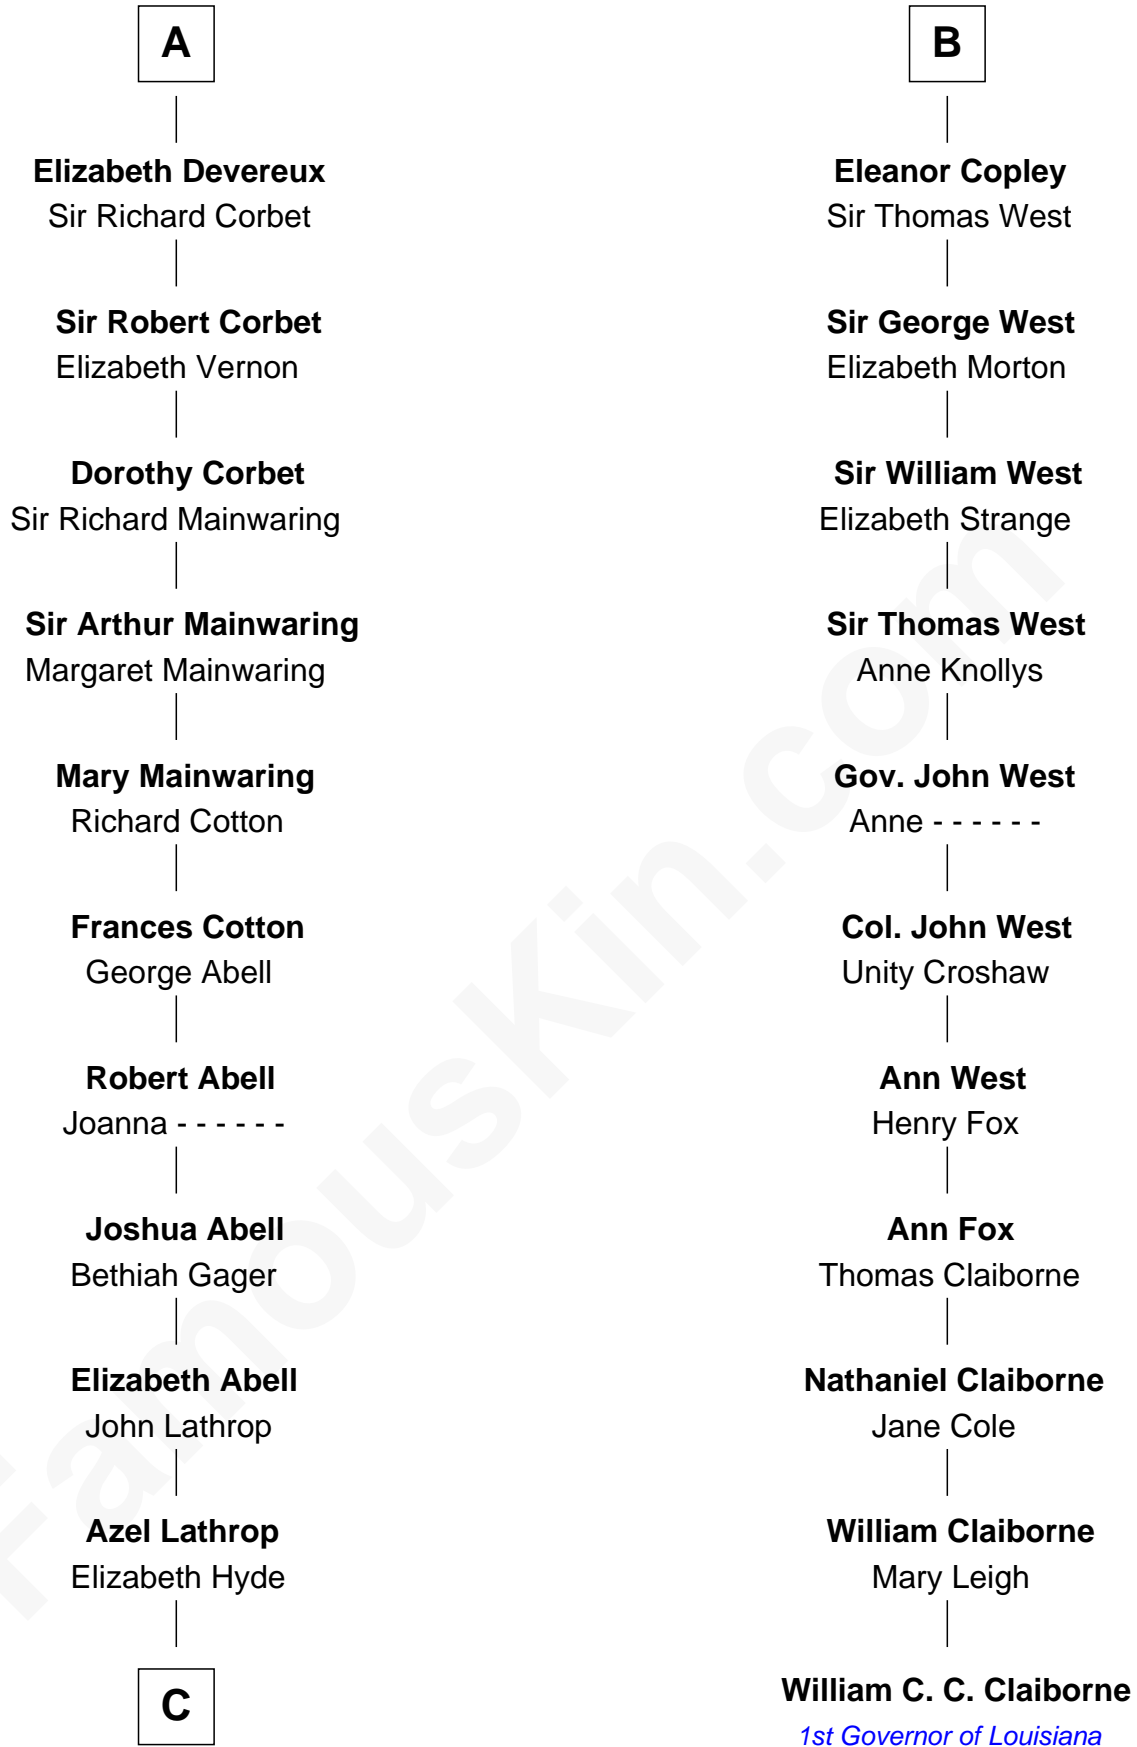 A
Elizabeth Devereux
Sir Richard Corbet
Sir Robert Corbet
Elizabeth Vernon
Dorothy Corbet
Sir Richard Mainwaring
Sir Arthur Mainwaring
Margaret Mainwaring
Mary Mainwaring
Richard Cotton
Frances Cotton
George Abell
Robert Abell
Joanna - - - - - -
Joshua Abell
Bethiah Gager
Elizabeth Abell
John Lathrop
Azel Lathrop
Elizabeth Hyde
C
B
Eleanor Copley
Sir Thomas West
Sir George West
Elizabeth Morton
Sir William West
Elizabeth Strange
Sir Thomas West
Anne Knollys
Gov. John West
Anne - - - - - -
Col. John West
Unity Croshaw
Ann West
Henry Fox
Ann Fox
Thomas Claiborne
Nathaniel Claiborne
Jane Cole
William Claiborne
Mary Leigh
William C. C. Claiborne
1st Governor of Louisiana
FamousKin.com